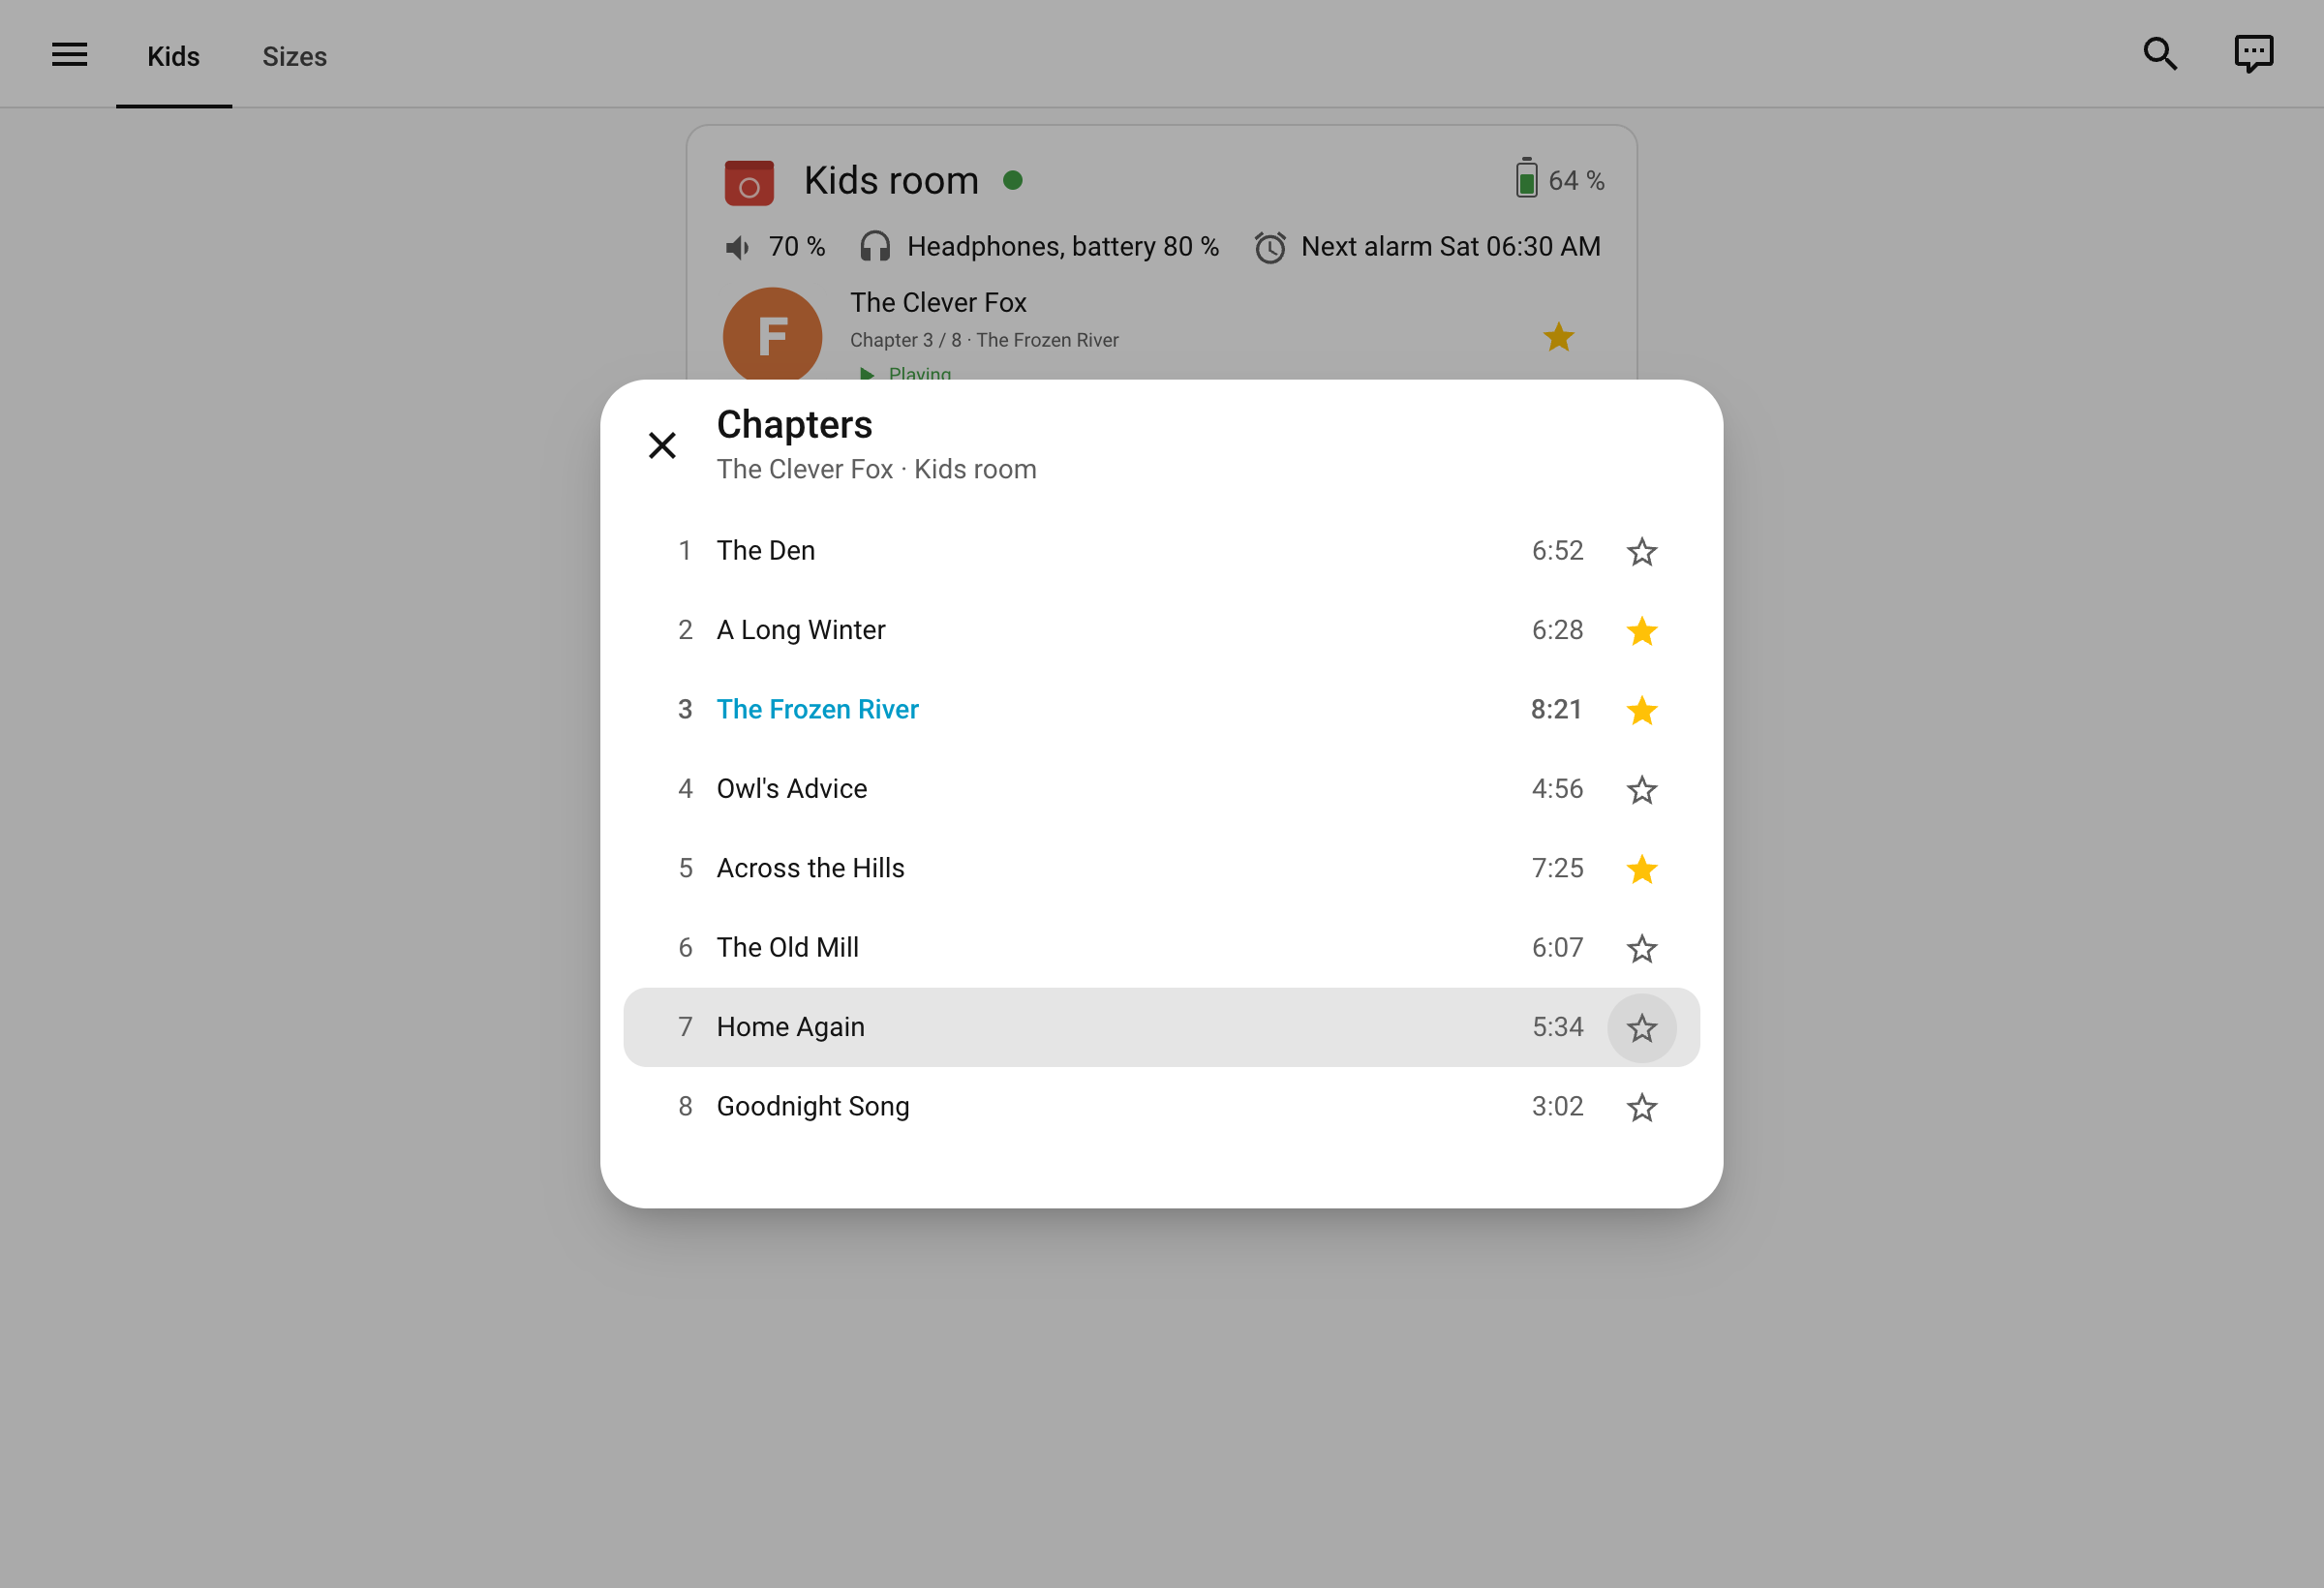 Kids Sizes
Kids room 64 %
70 % Headphones, battery 80 % Next alarm Sat 06:30 AM
F
The Clever Fox
Chapter 3 / 8 · The Frozen River
Playing
Chapters
The Clever Fox · Kids room
1 The Den 6:52
2 A Long Winter 6:28
3 The Frozen River 8:21
4 Owl's Advice 4:56
5 Across the Hills 7:25
6 The Old Mill 6:07
7 Home Again 5:34
8 Goodnight Song 3:02